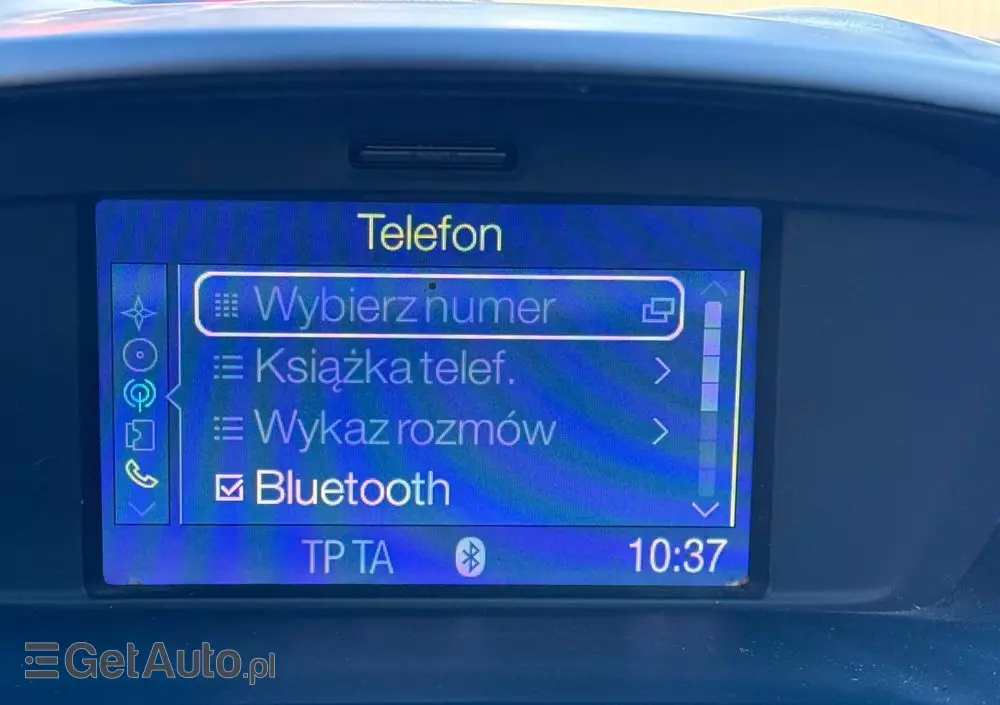 Telefon
Wybierz numer
Książka telef.
Wykaz rozmów
Bluetooth
TP TA 10:37
GetAuto.pl